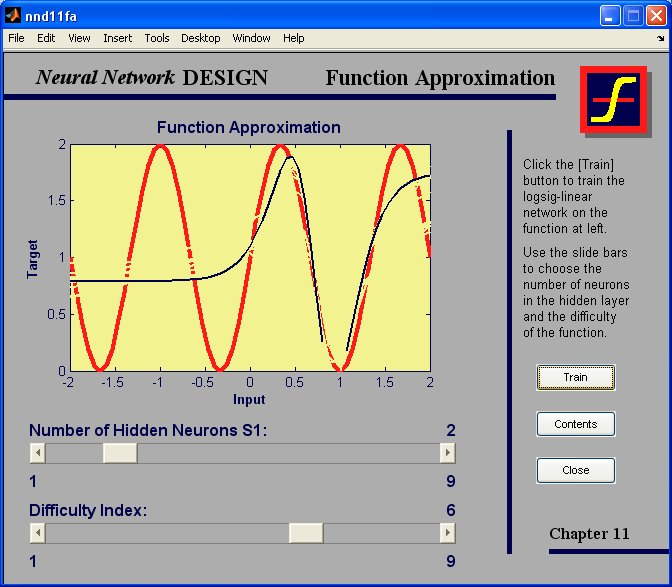 nnd11fa
File Edit View Insert Tools Desktop Window Help
Neural Network DESIGN Function Approximation
Function Approximation
2
1.5
1
0.5
0
Target
-2 -1.5 -1 -0.5 0 0.5 1 1.5 2
Input
Click the [Train]
button to train the
logsig-linear
network on the
function at left.
Use the slide bars
to choose the
number of neurons
in the hidden layer
and the difficulty
of the function.
Train
Contents
Close
Number of Hidden Neurons S1: 2
1 9
Difficulty Index: 6
1 9
Chapter 11